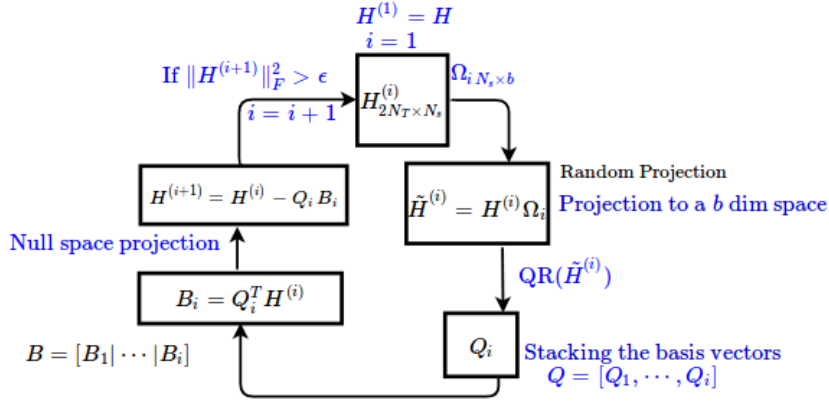 H^{(1)} = H
i = 1
If ‖H^{(i+1)}‖_F^2 > ϵ
i = i + 1
H^{(i)}_{2N_T×N_s}
Ω_{i N_s×b}
H̃^{(i)} = H^{(i)}Ω_i
Random Projection
Projection to a b dim space
QR(H̃^{(i)})
Q_i
Stacking the basis vectors
Q = [Q_1, ⋯, Q_i]
B = [B_1| ⋯ |B_i]
B_i = Q_i^T H^{(i)}
Null space projection
H^{(i+1)} = H^{(i)} − Q_i B_i